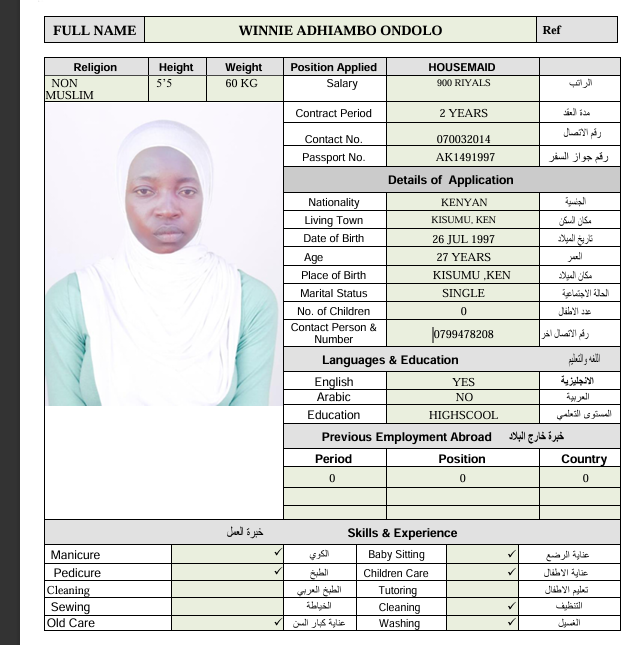 FULL NAME WINNIE ADHIAMBO ONDOLO Ref
Religion Height Weight Position Applied HOUSEMAID
NON MUSLIM 5'5 60 KG Salary 900 RIYALS الراتب
Contract Period 2 YEARS مدة العقد
Contact No. 070032014 رقم الاتصال
Passport No. AK1491997 رقم جواز السفر
Details of Application
Nationality KENYAN الجنسية
Living Town KISUMU, KEN مكان السكن
Date of Birth 26 JUL 1997 تاريخ الميلاد
Age 27 YEARS العمر
Place of Birth KISUMU ,KEN مكان الميلاد
Marital Status SINGLE الحالة الاجتماعية
No. of Children 0 عدد الاطفال
Contact Person & Number 0799478208 رقم الاتصال اخر
Languages & Education اللغه والتعليم
English YES الانجليزية
Arabic NO العربية
Education HIGHSCOOL المستوى التعلمي
Previous Employment Abroad خبرة خارج البلاد
Period Position Country
0 0 0
خبرة العمل Skills & Experience
Manicure ✓ الكوي Baby Sitting ✓ عناية الرضع
Pedicure ✓ الطبخ Children Care ✓ عناية الاطفال
Cleaning الطبخ العربي Tutoring تعليم الاطفال
Sewing الخياطة Cleaning ✓ التنظيف
Old Care ✓ عناية كبار السن Washing ✓ الغسيل